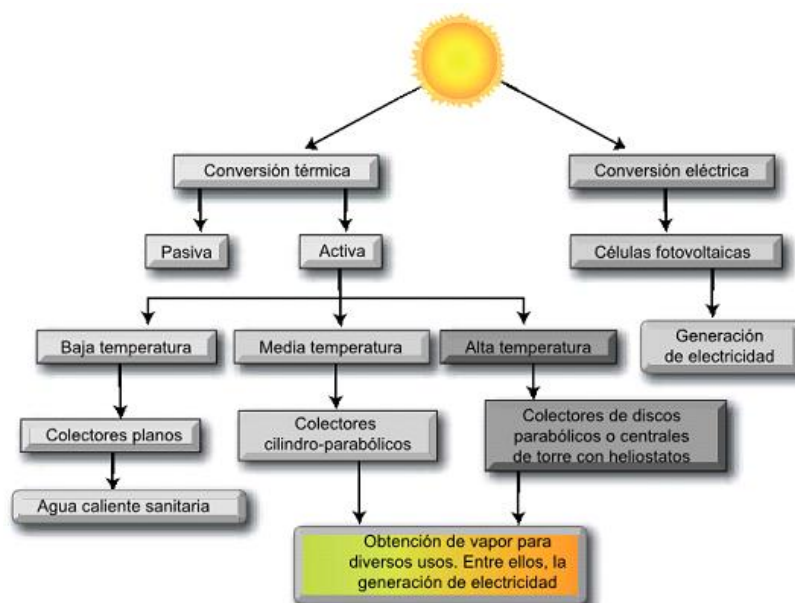 Conversión térmica
Conversión eléctrica
Pasiva
Activa
Células fotovoltaicas
Baja temperatura
Media temperatura
Alta temperatura
Generación
de electricidad
Colectores planos
Colectores
cilindro-parabólicos
Colectores de discos
parabólicos o centrales
de torre con heliostatos
Agua caliente sanitaria
Obtención de vapor para
diversos usos. Entre ellos, la
generación de electricidad